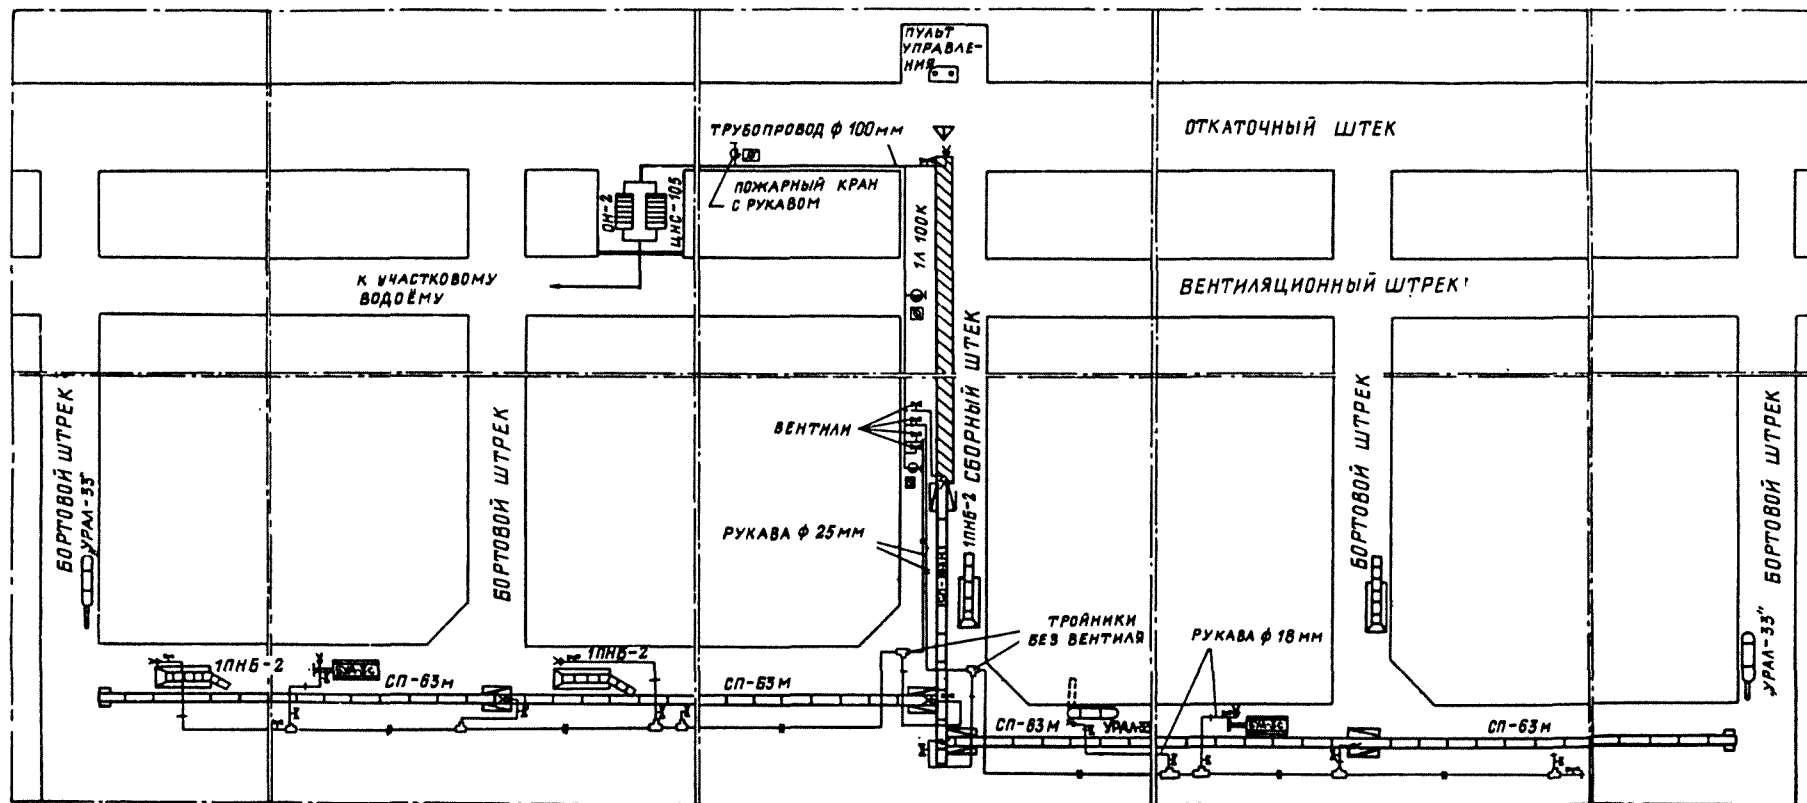 ПУЛЬТ
УПРАВЛЕ-
НИЯ
ТРУБОПРОВОД ϕ 100мм
ОТКАТОЧНЫЙ ШТЕК
ПОЖАРНЫЙ КРАН
С РУКАВОМ
ОН-2
ЦНС-105
1Л 100К
К УЧАСТКОВОМУ
ВОДОЁМУ
ВЕНТИЛЯЦИОННЫЙ ШТРЕК
СБОРНЫЙ ШТЕК
БОРТОВОЙ ШТРЕК
УРАЛ-33"
БОРТОВОЙ ШТРЕК
ВЕНТИЛИ
РУКАВА ϕ 25мм
1ПНБ-2
БОРТОВОЙ ШТРЕК
БОРТОВОЙ ШТРЕК
„УРАЛ-33"
ТРОЙНИКИ
БЕЗ ВЕНТИЛЯ
РУКАВА ϕ 18мм
1ПНБ-2
1ПНБ-2
СП-63м
СП-63м
СП-63м
СП-63м